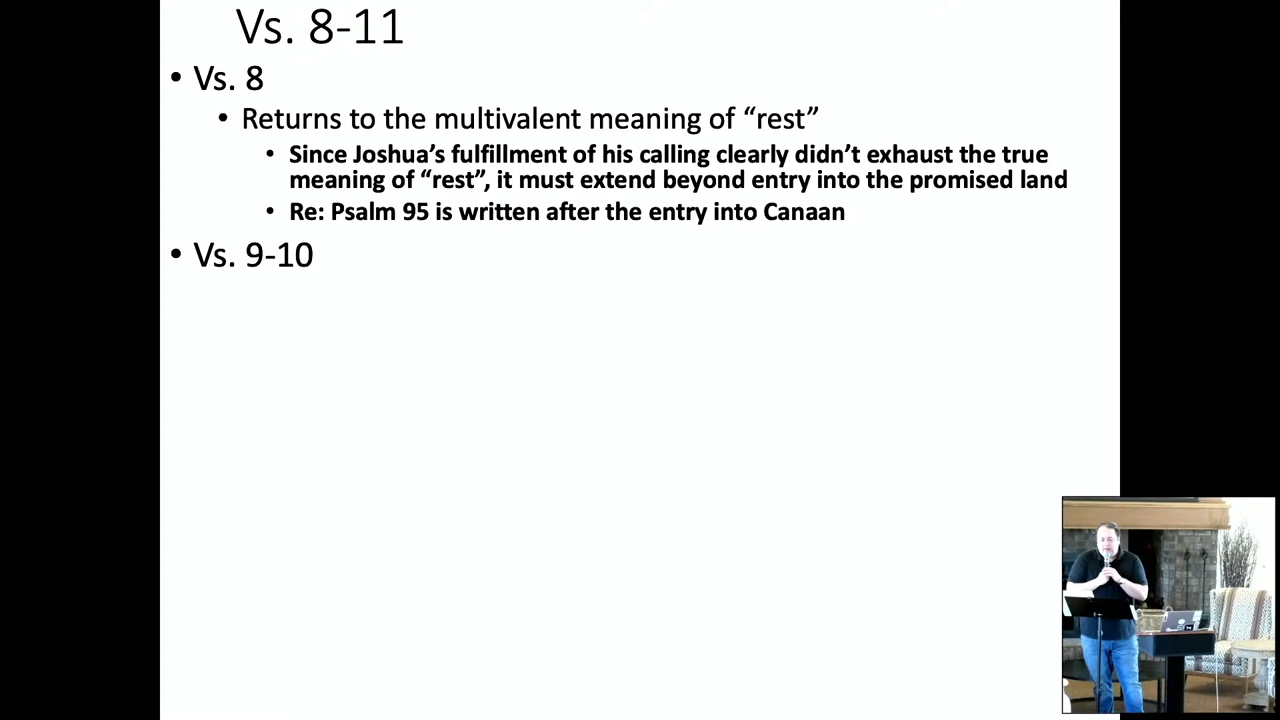 Vs. 8-11
• Vs. 8
• Returns to the multivalent meaning of “rest”
• Since Joshua’s fulfillment of his calling clearly didn’t exhaust the true
meaning of “rest”, it must extend beyond entry into the promised land
• Re: Psalm 95 is written after the entry into Canaan
• Vs. 9-10